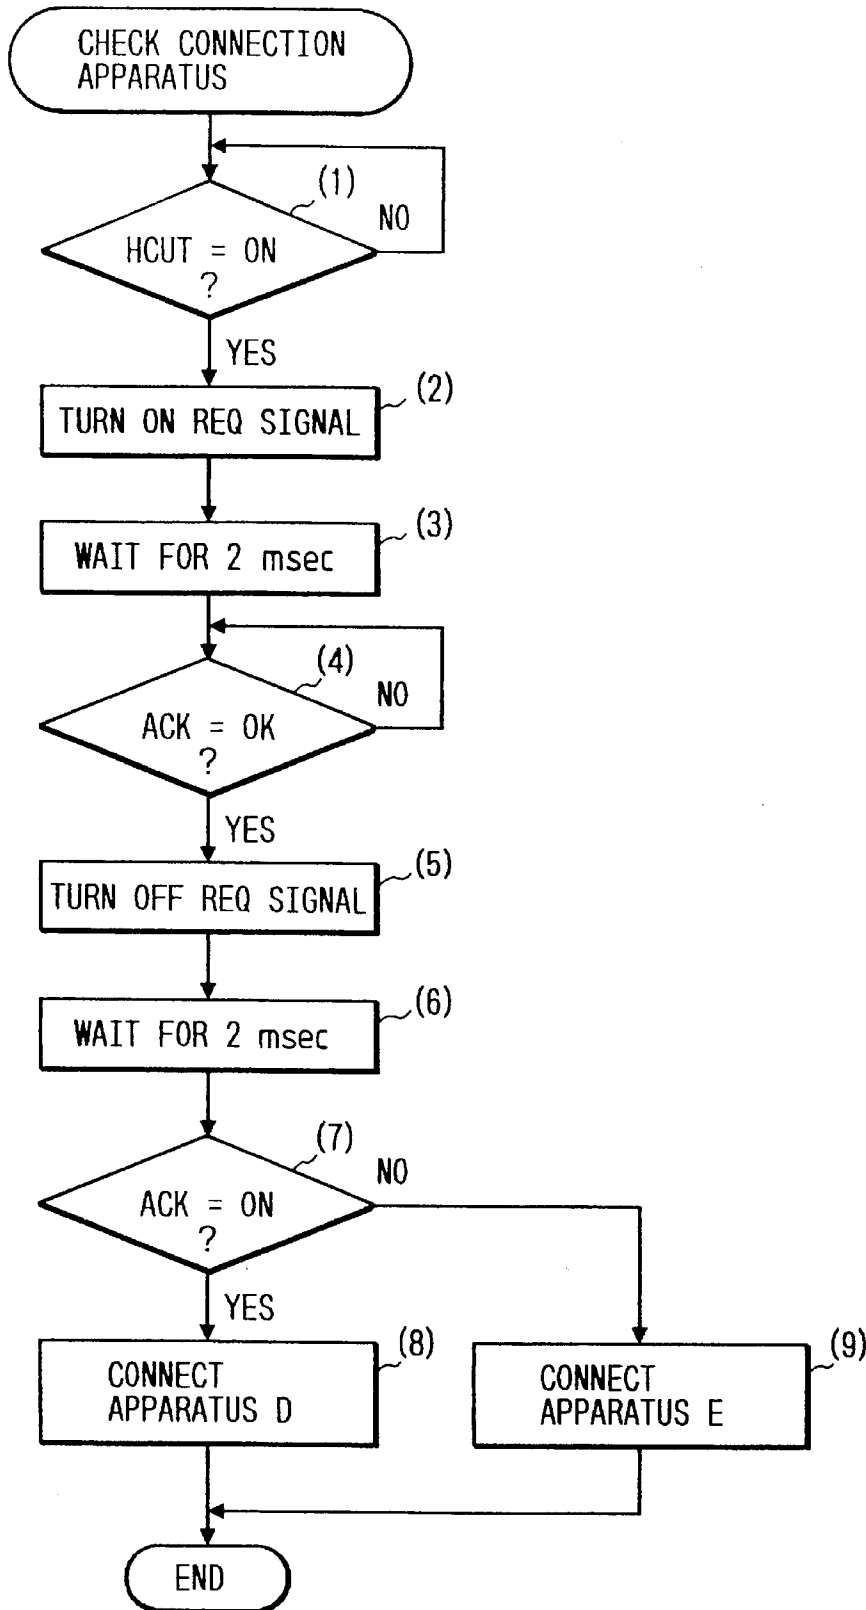 CHECK CONNECTION
APPARATUS
(1)
NO
HCUT = ON
?
YES
(2)
TURN ON REQ SIGNAL
(3)
WAIT FOR 2 msec
(4)
NO
ACK = OK
?
YES
(5)
TURN OFF REQ SIGNAL
(6)
WAIT FOR 2 msec
(7)
NO
ACK = ON
?
YES
(8)
CONNECT
APPARATUS D
(9)
CONNECT
APPARATUS E
END